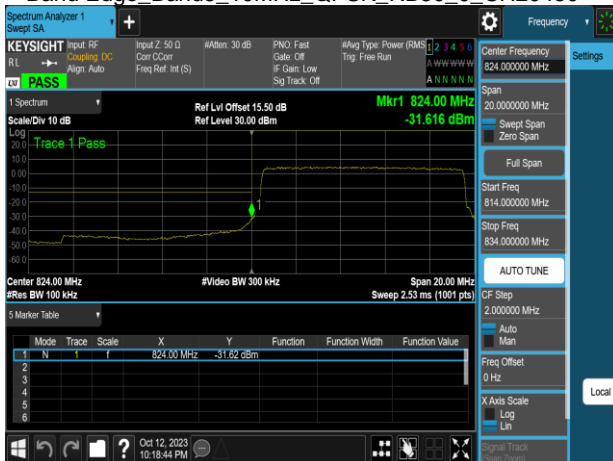 Spectrum Analyzer 1
Swept SA
+
Frequency
KEYSIGHT
RL
Input: RF
Coupling: DC
Align: Auto
Input Z: 50 Ω
Corr CCorr
Freq Ref: Int (S)
#Atten: 30 dB
PNO: Fast
Gate: Off
IF Gain: Low
Sig Track: Off
#Avg Type: Power (RMS
Trig: Free Run
1 2 3 4 5 6
A W W W W W
A N N N N N
PASS
Center Frequency
824.000000 MHz
Settings
Span
20.0000000 MHz
Swept Span
Zero Span
Full Span
Start Freq
814.000000 MHz
Stop Freq
834.000000 MHz
AUTO TUNE
CF Step
2.000000 MHz
Auto
Man
Freq Offset
0 Hz
X Axis Scale
Log
Lin
Local
Signal Track
(Span Zoom)
1 Spectrum
Scale/Div 10 dB
Ref Lvl Offset 15.50 dB
Ref Level 30.00 dBm
Mkr1 824.00 MHz
-31.616 dBm
Log
Trace 1 Pass
20.0
10.0
0.00
-10.0
-20.0
-30.0
-40.0
-50.0
-60.0
1
Center 824.00 MHz
#Res BW 100 kHz
#Video BW 300 kHz
Span 20.00 MHz
Sweep 2.53 ms (1001 pts)
5 Marker Table
Mode Trace Scale X Y Function Function Width Function Value
1 N 1 f 824.00 MHz -31.62 dBm
2
3
4
5
6
?
Oct 12, 2023
10:18:44 PM